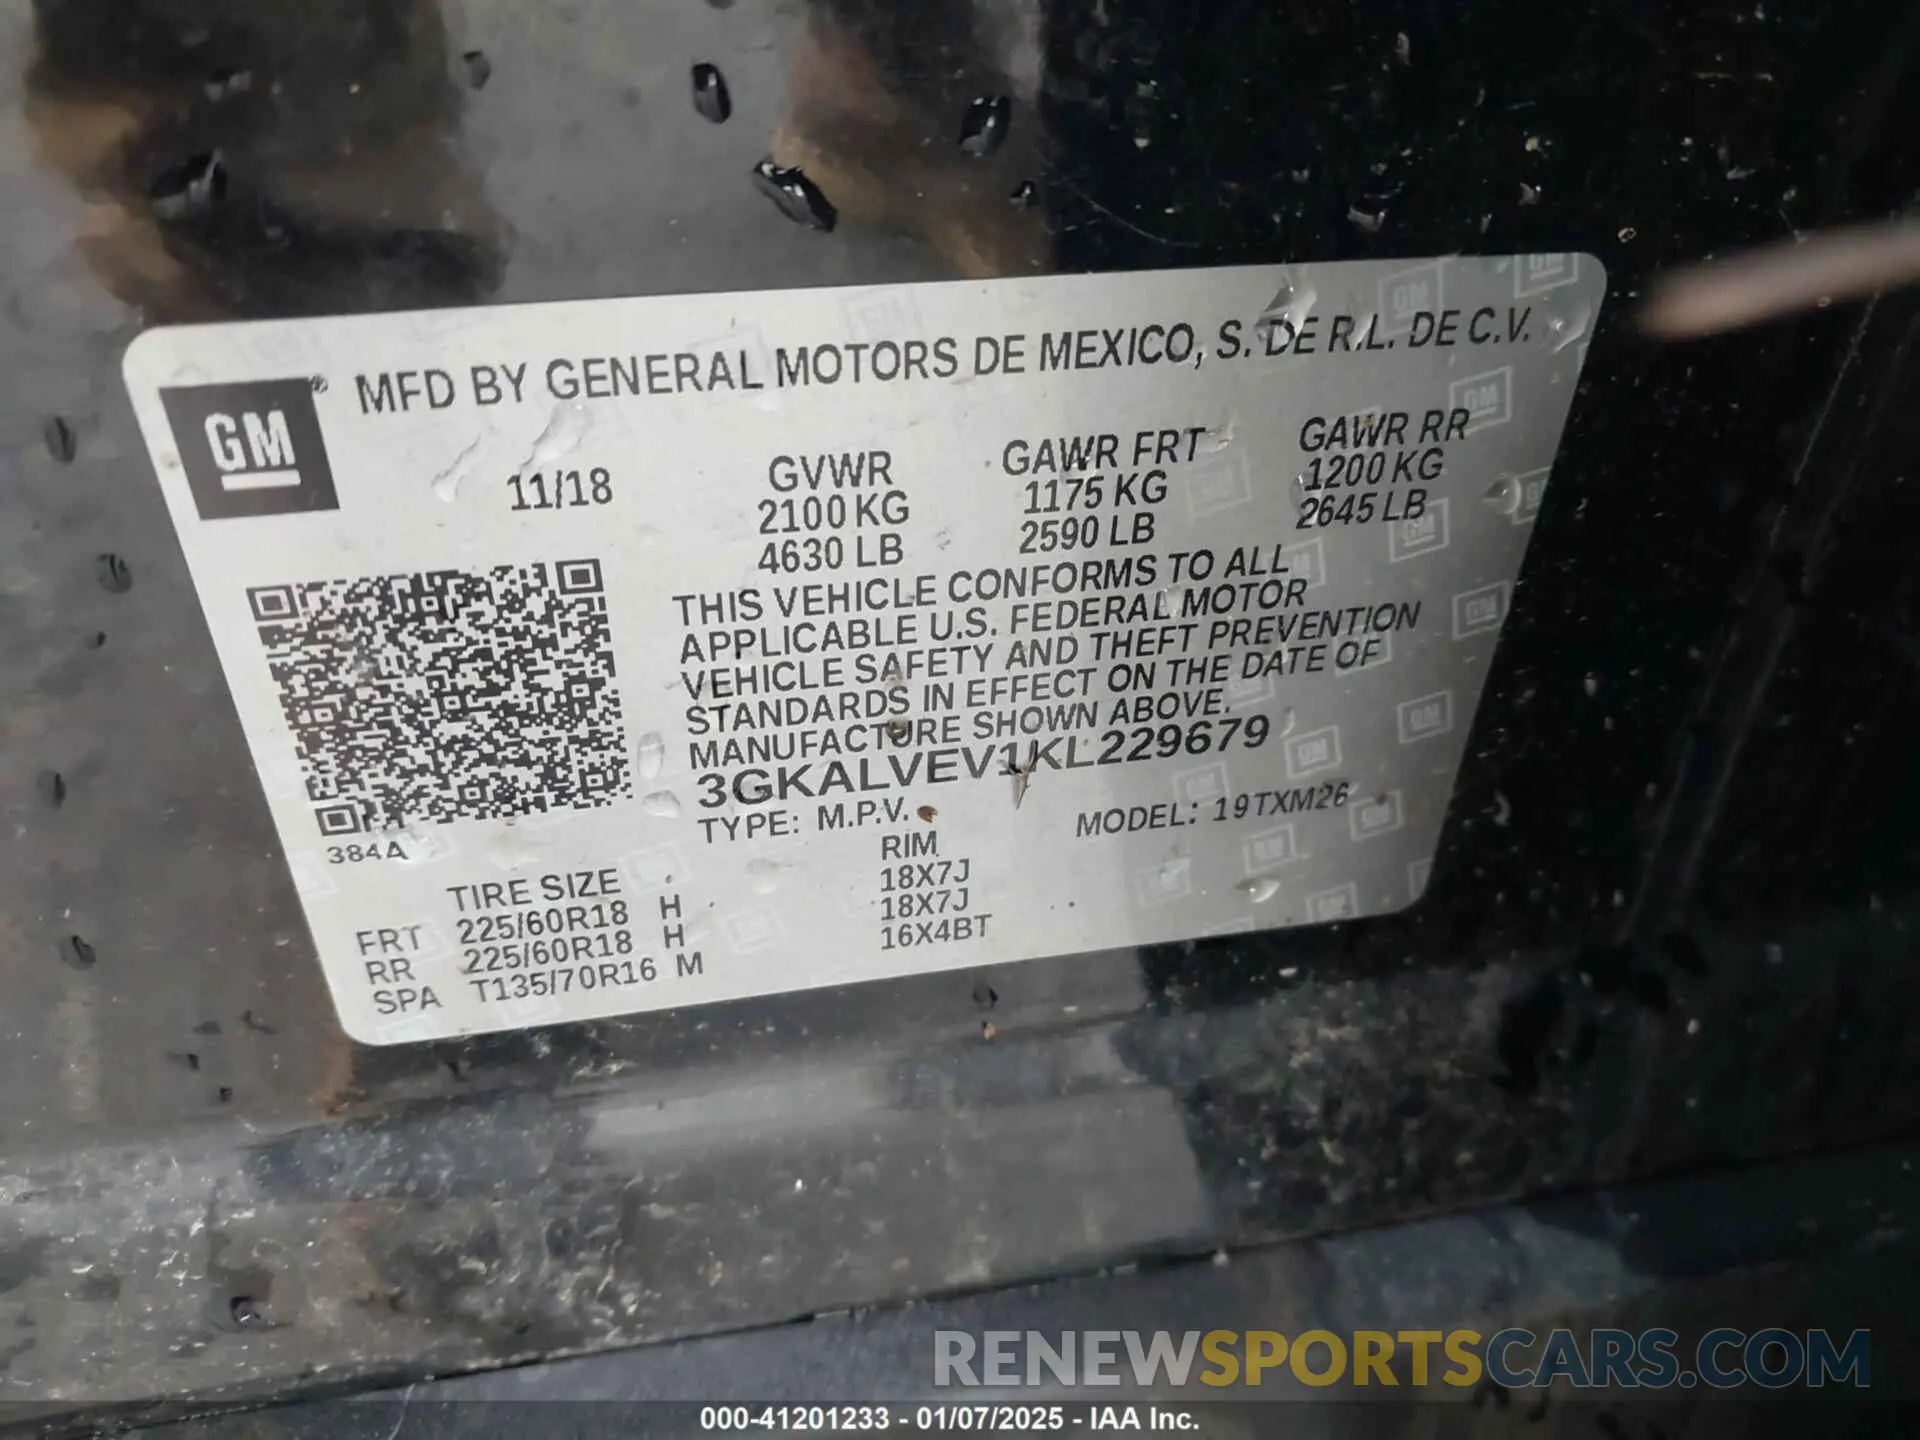 MFD BY GENERAL MOTORS DE MEXICO, S. DE R.L. DE C.V.
GM
11/18
GVWR GAWR FRT GAWR RR
2100 KG 1175 KG 1200 KG
4630 LB 2590 LB 2645 LB
THIS VEHICLE CONFORMS TO ALL
APPLICABLE U.S. FEDERAL MOTOR
VEHICLE SAFETY AND THEFT PREVENTION
STANDARDS IN EFFECT ON THE DATE OF
MANUFACTURE SHOWN ABOVE.
3GKALVEV1KL229679
TYPE: M.P.V. MODEL: 19TXM26
384A
TIRE SIZE RIM
FRT 225/60R18 H 18X7J
RR 225/60R18 H 18X7J
SPA T135/70R16 M 16X4BT
RENEWSPORTSCARS.COM
000-41201233 - 01/07/2025 - IAA Inc.